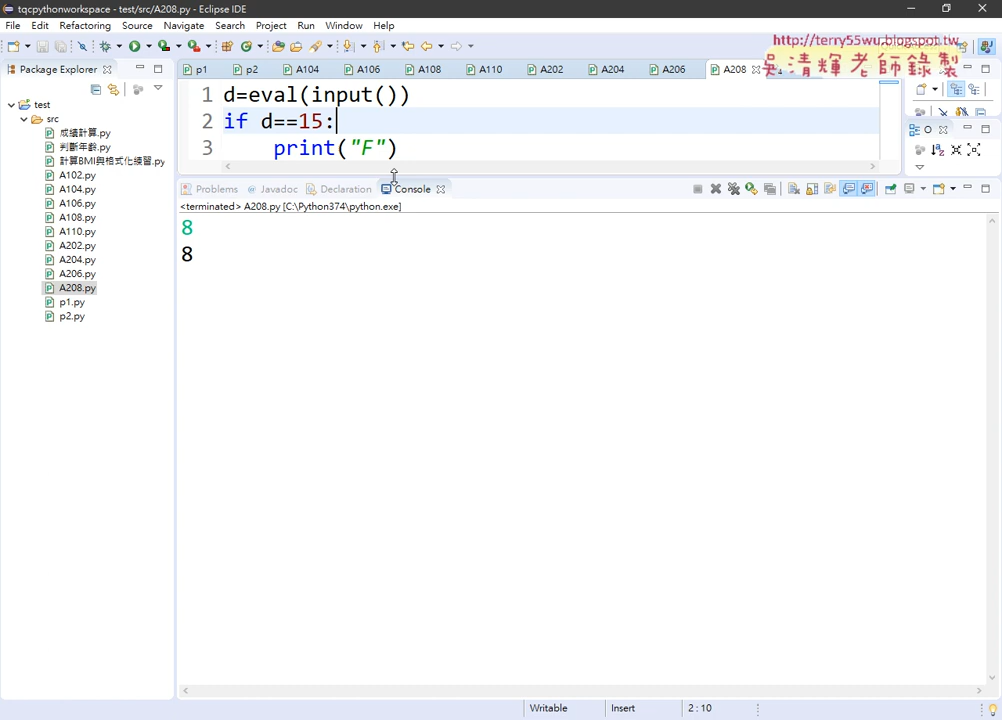 tqcpythonworkspace - test/src/A208.py - Eclipse IDE
File Edit Refactoring Source Navigate Search Project Run Window Help
http://terry55wu.blogspot.tw
吳清輝老師錄製
Package Explorer
p1 p2 A104 A106 A108 A110 A202 A204 A206 A208
test
src
成績計算.py
判斷年齡.py
計算BMI與格式化練習.py
A102.py
A104.py
A106.py
A108.py
A110.py
A202.py
A204.py
A206.py
A208.py
p1.py
p2.py
1 d=eval(input())
2 if d==15:
3 print("F")
Problems Javadoc Declaration Console
<terminated> A208.py [C:\Python374\python.exe]
8
8
Writable Insert 2 : 10